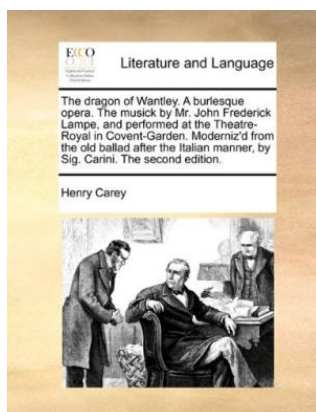 ECCO
Literature and Language
The dragon of Wantley. A burlesque
opera. The musick by Mr. John Frederick
Lampe, and performed at the Theatre-
Royal in Covent-Garden. Moderniz'd from
the old ballad after the Italian manner, by
Sig. Carini. The second edition.
Henry Carey